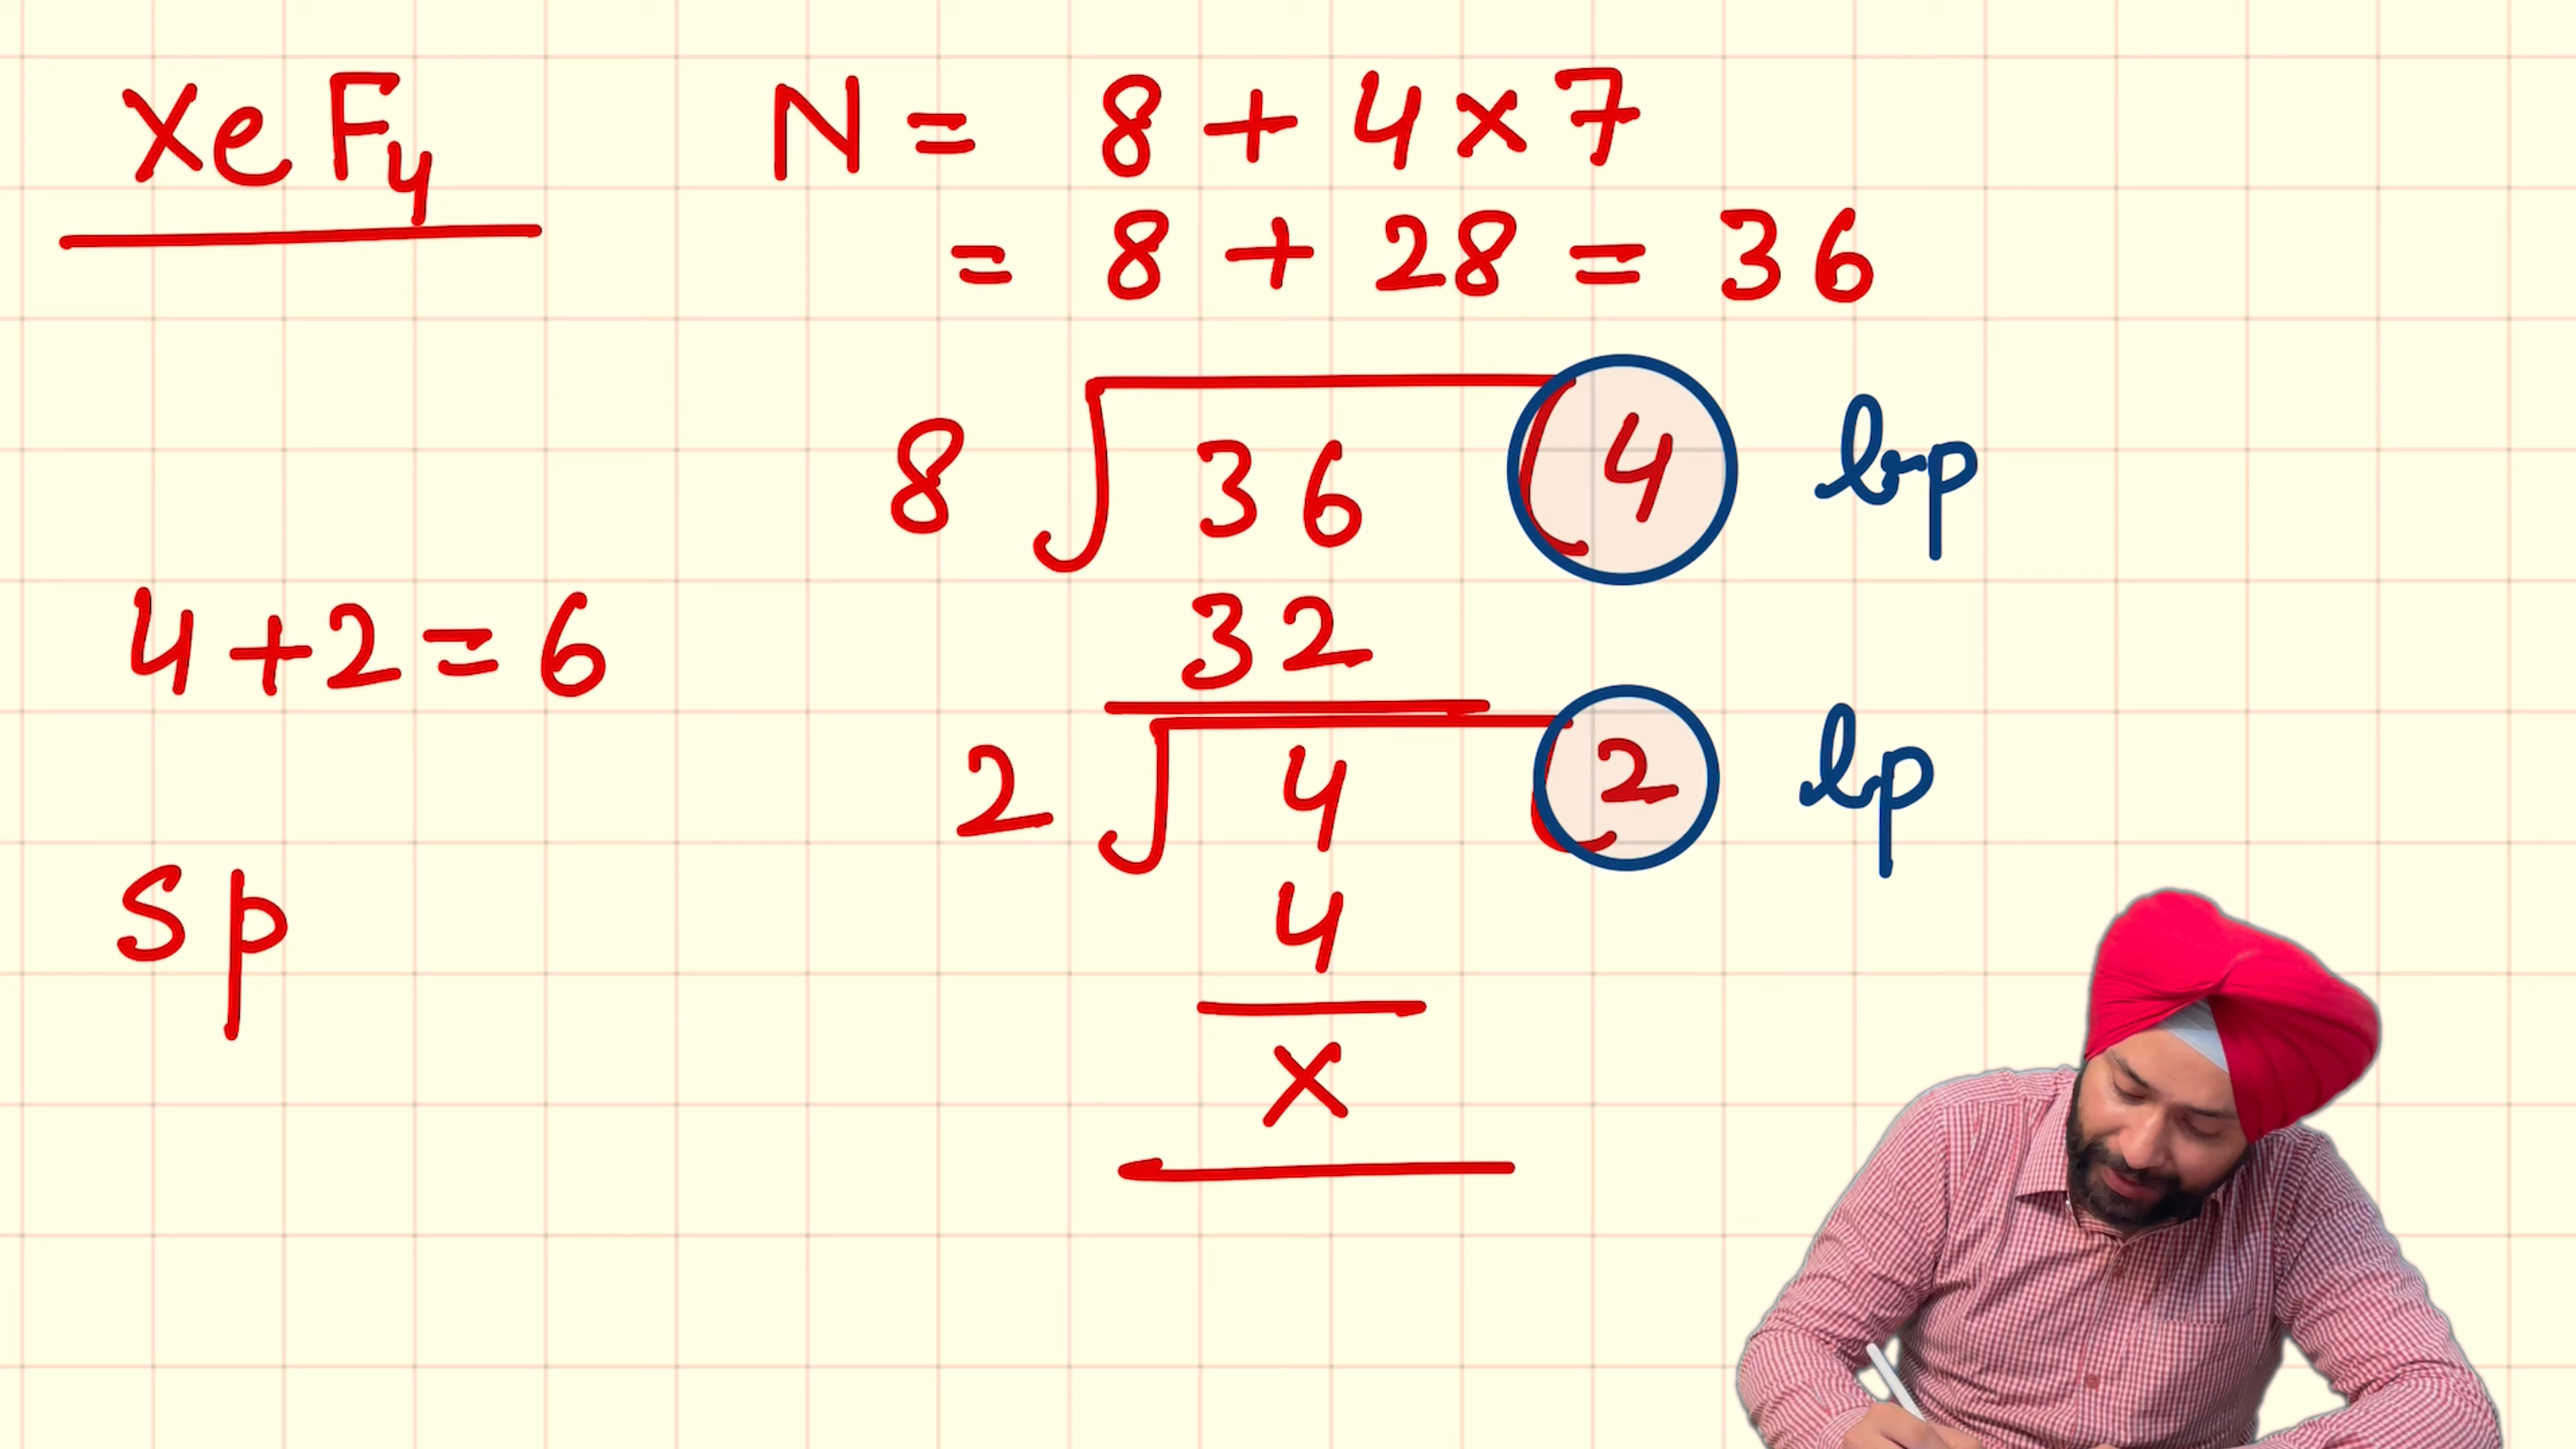 XeF4
N = 8 + 4 x 7
= 8 + 28 = 36
8 36 4 bp
32
4+2=6
2 4 2 lp
4
x
Sp